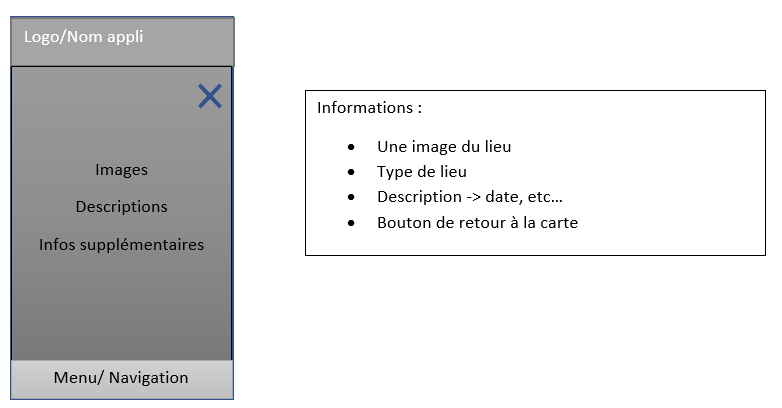 Logo/Nom appli
Images
Descriptions
Infos supplémentaires
Menu/ Navigation
Informations :
• Une image du lieu
• Type de lieu
• Description -> date, etc…
• Bouton de retour à la carte